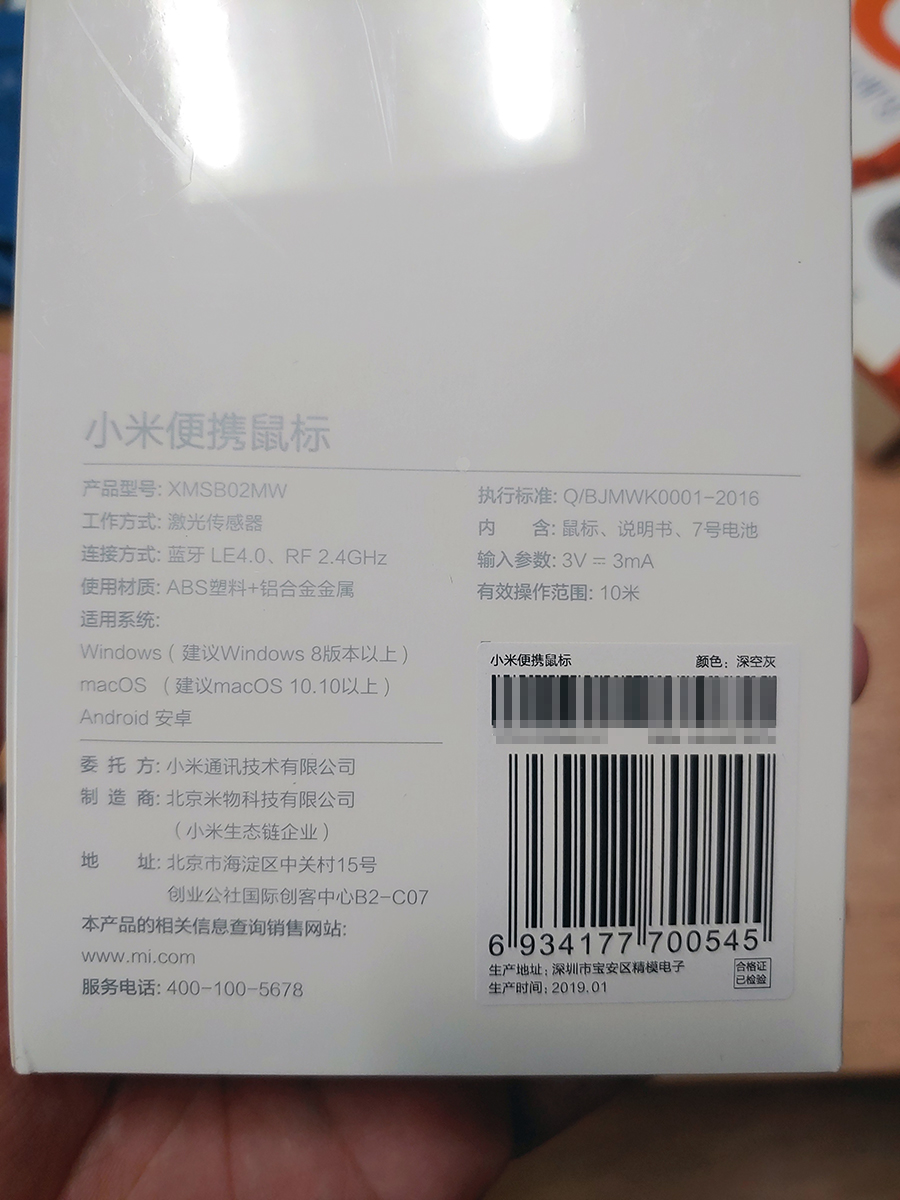 小米便携鼠标
产品型号: XMSB02MW
工作方式: 激光传感器
连接方式: 蓝牙 LE4.0、RF 2.4GHz
使用材质: ABS塑料+铝合金金属
适用系统:
Windows（建议Windows 8版本以上）
macOS （建议macOS 10.10以上）
Android 安卓
执行标准: Q/BJMWK0001-2016
内 含: 鼠标、说明书、7号电池
输入参数: 3V ⎓ 3mA
有效操作范围: 10米
委 托 方: 小米通讯技术有限公司
制 造 商: 北京米物科技有限公司
（小米生态链企业）
地 址: 北京市海淀区中关村15号
创业公社国际创客中心B2-C07
本产品的相关信息查询销售网站:
www.mi.com
服务电话: 400-100-5678
小米便携鼠标 颜色：深空灰
6 934177 700545
生产地址：深圳市宝安区精模电子
生产时间：2019.01
合格证
已检验